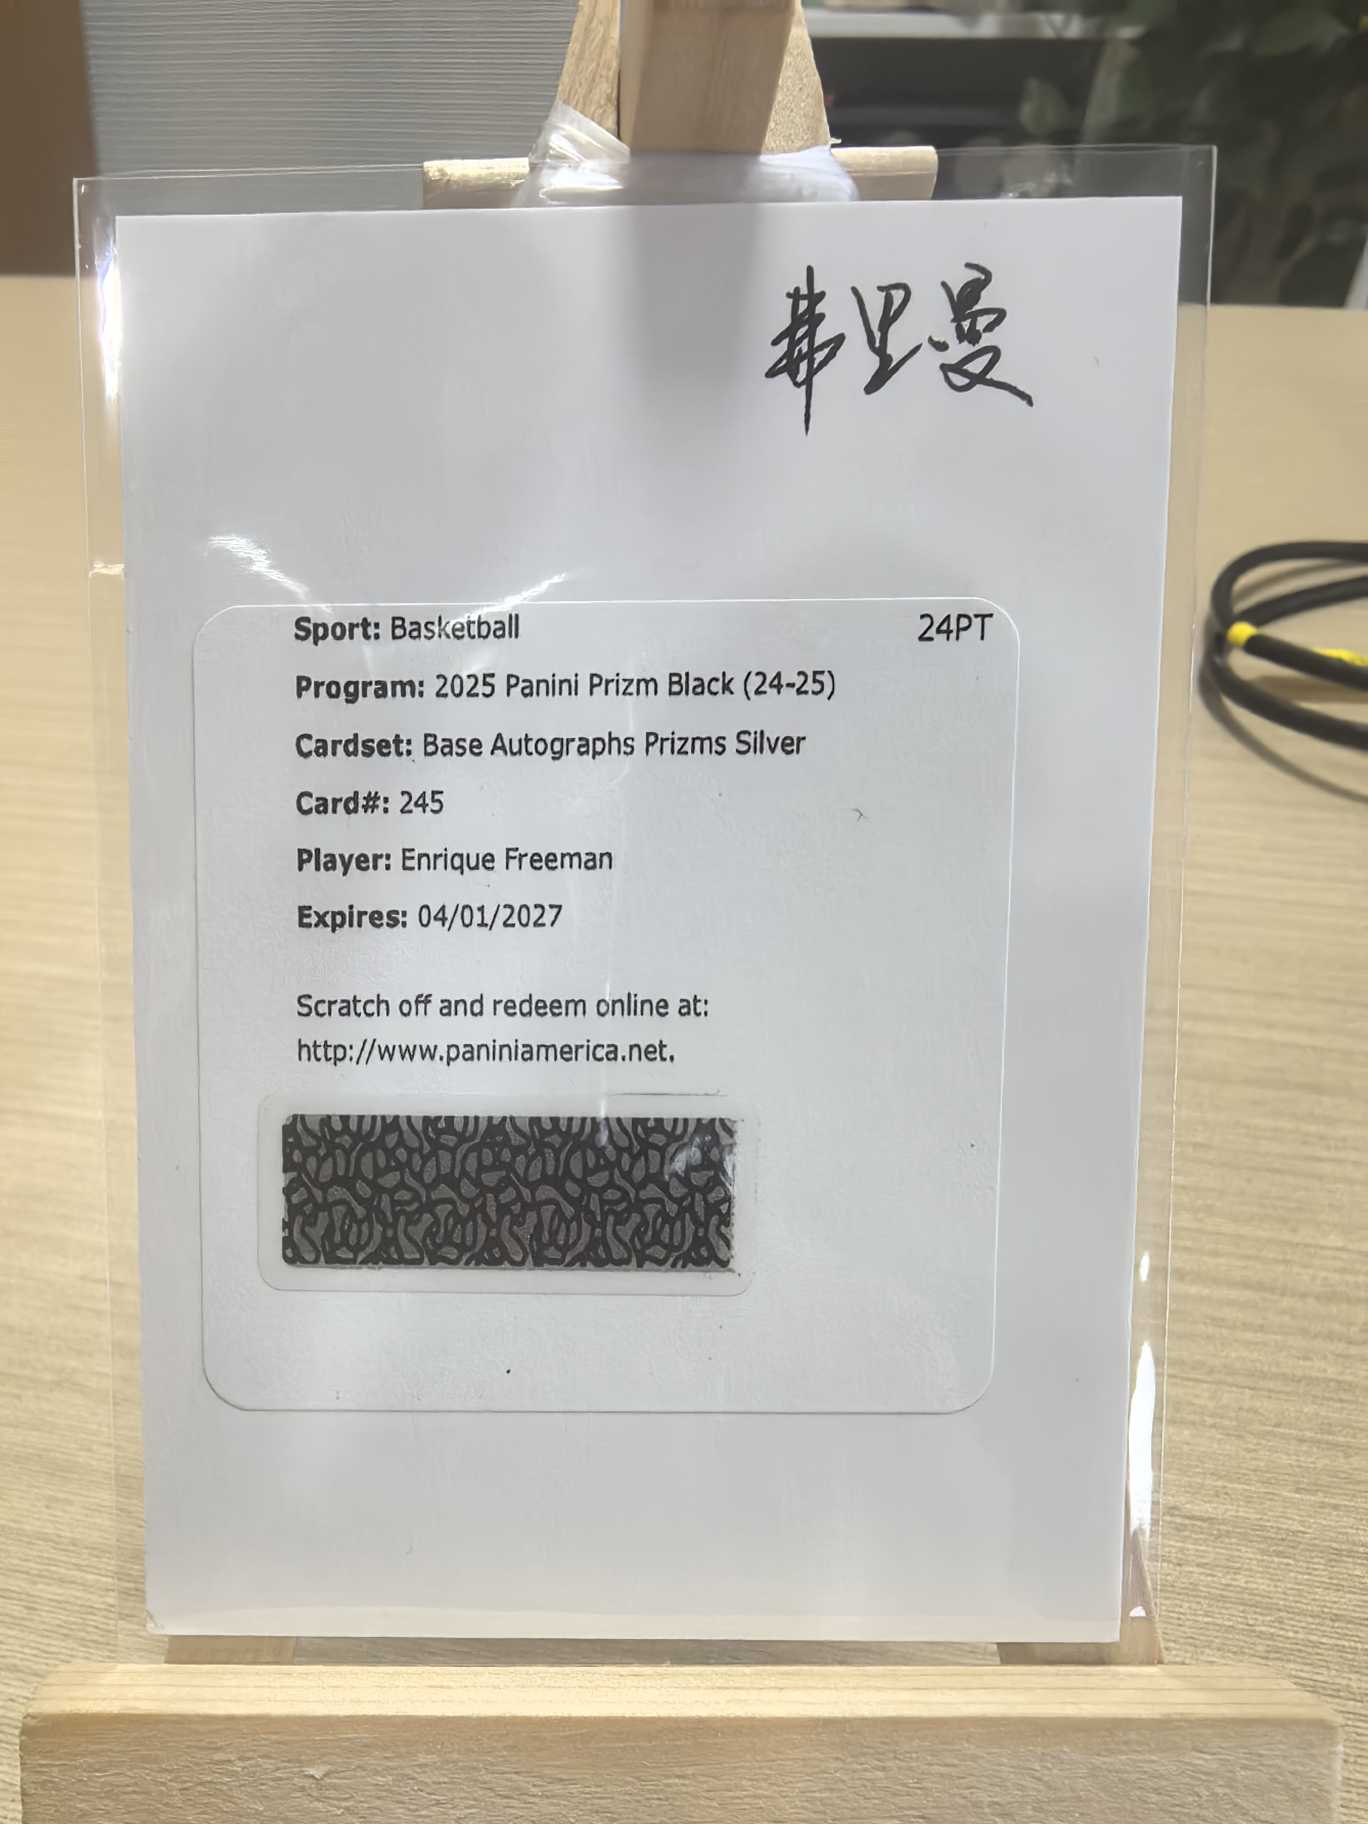 弗里曼
Sport: Basketball 24PT
Program: 2025 Panini Prizm Black (24-25)
Cardset: Base Autographs Prizms Silver
Card#: 245
Player: Enrique Freeman
Expires: 04/01/2027
Scratch off and redeem online at:
http://www.paniniamerica.net.